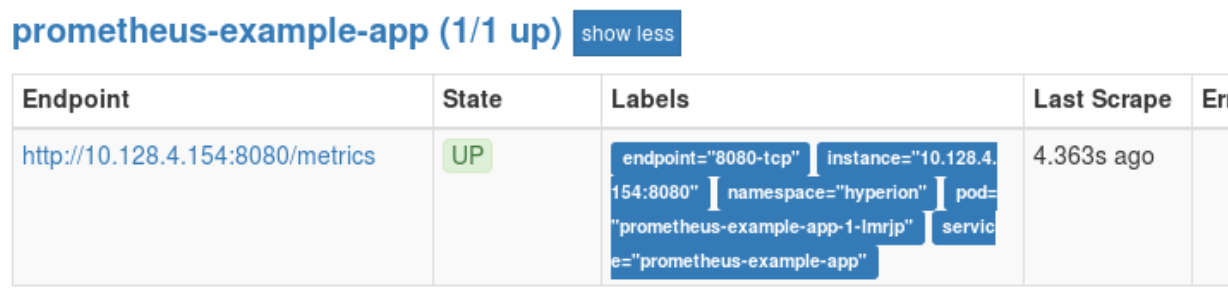 prometheus-example-app (1/1 up) show less
Endpoint State Labels Last Scrape Er
http://10.128.4.154:8080/metrics UP endpoint="8080-tcp" instance="10.128.4. 4.363s ago
154:8080" namespace="hyperion" pod=
"prometheus-example-app-1-lmrjp" servic
e="prometheus-example-app"